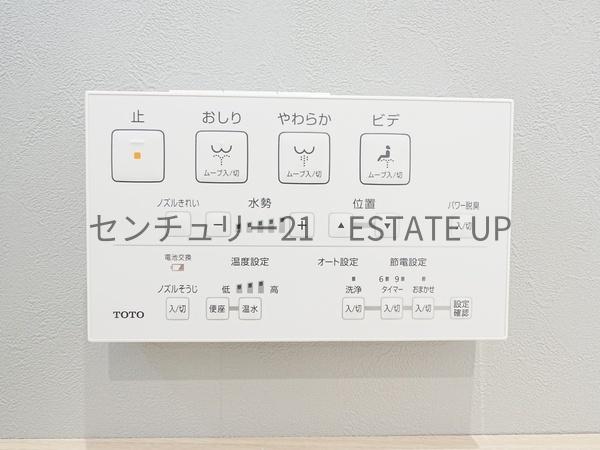 止 おしり やわらか ビデ
ムーブ入/切 ムーブ入/切 ムーブ入/切
ノズルきれい 水勢 位置 パワー脱臭
− + ▲ ▼ 入/切
センチュリー21 ESTATE UP
電池交換 温度設定 オート設定 節電設定
ノズルそうじ 低 高 洗浄 6 9 タイマー おまかせ
TOTO 入/切 便座 温水 入/切 入/切 入/切 設定確認